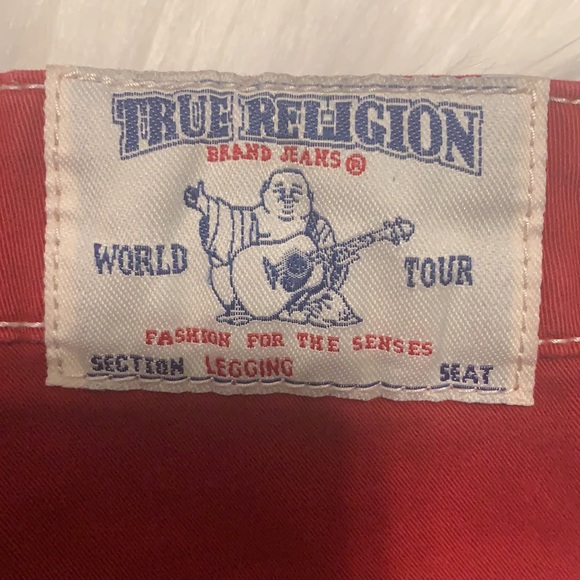 TRUE RELIGION
BRAND JEANS®
WORLD TOUR
FASHION FOR THE SENSES
SECTION LEGGING SEAT